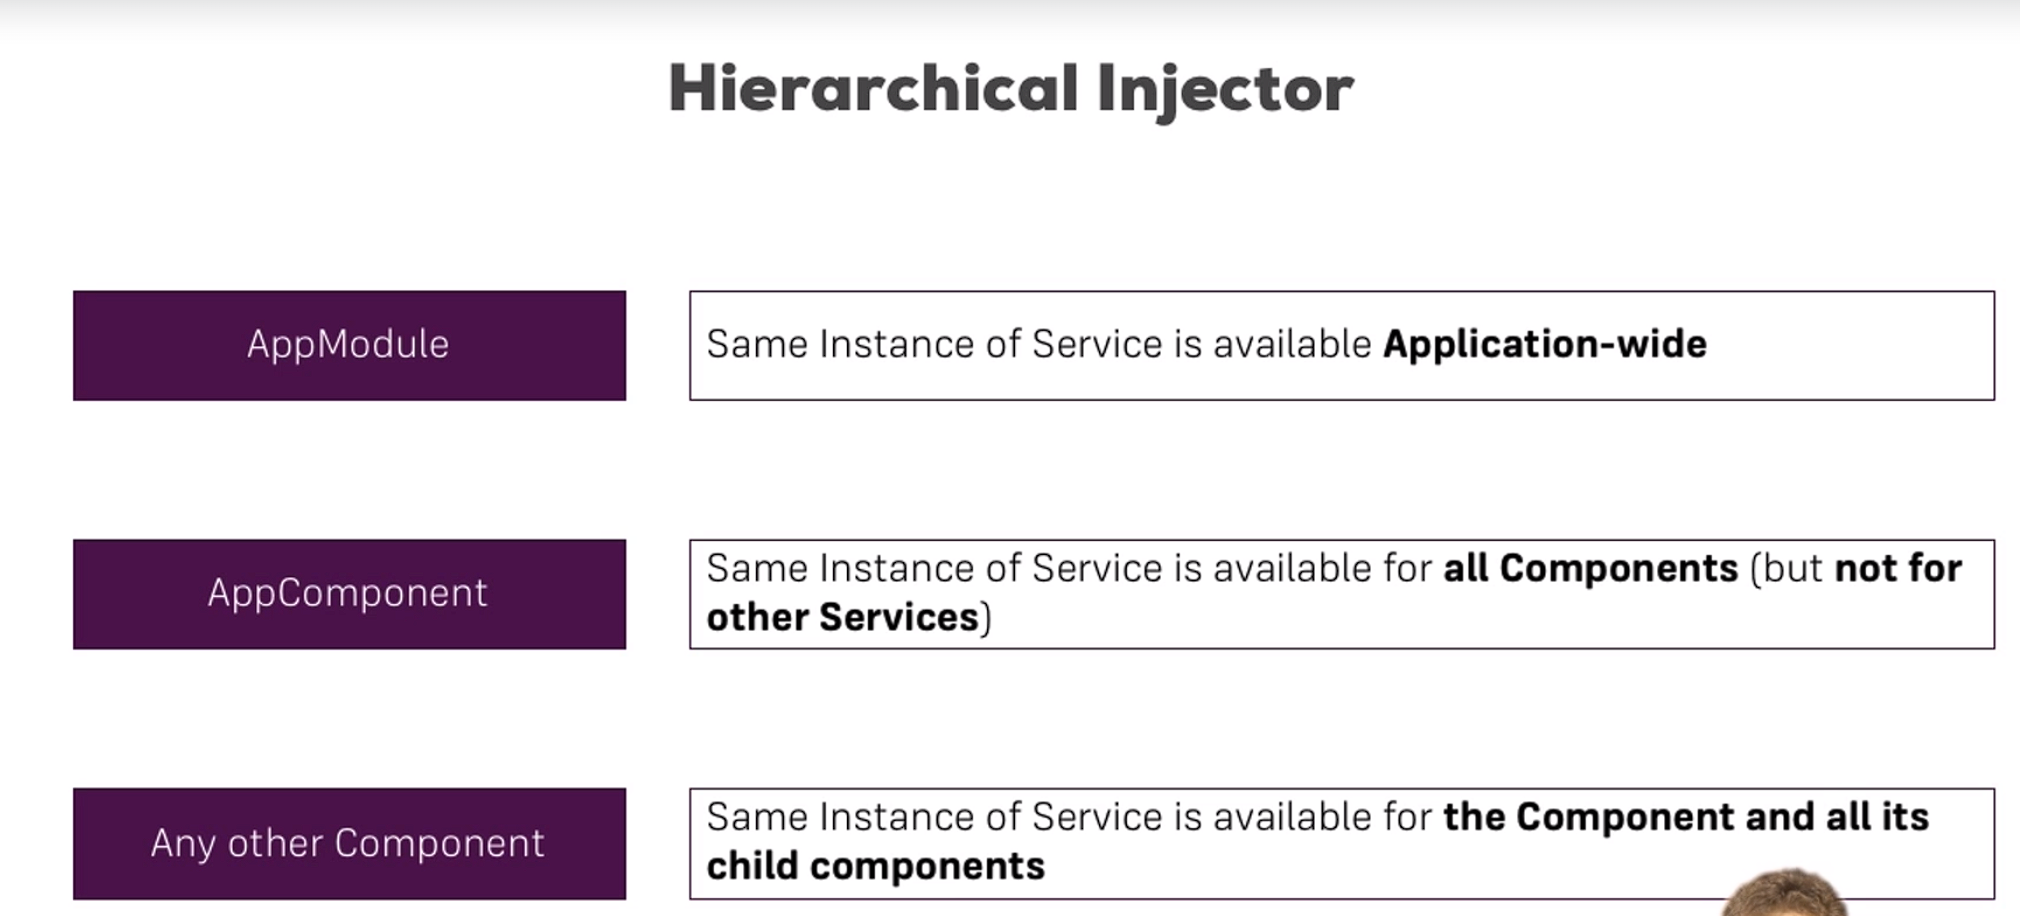 Hierarchical Injector
AppModule
Same Instance of Service is available Application-wide
AppComponent
Same Instance of Service is available for all Components (but not for
other Services)
Any other Component
Same Instance of Service is available for the Component and all its
child components